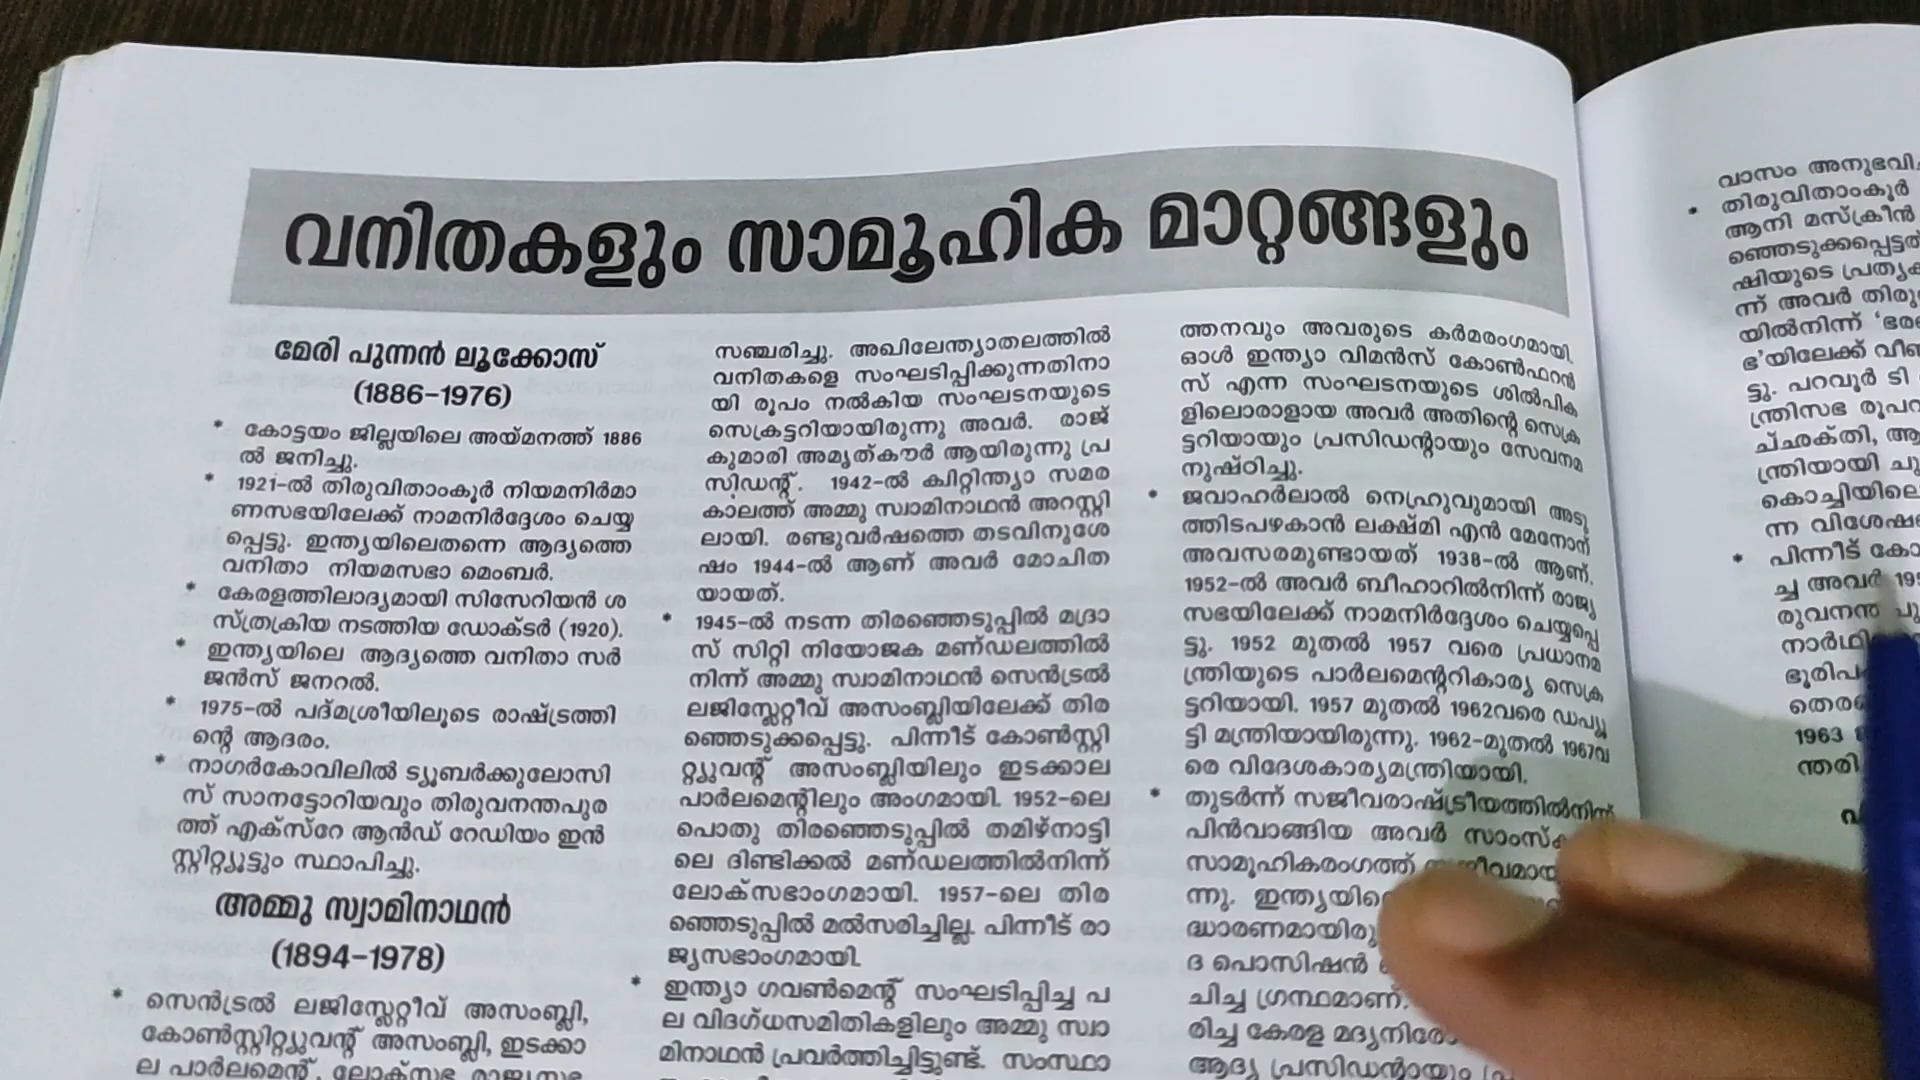 വനിതകളും സാമൂഹിക മാറ്റങ്ങളും
മേരി പുന്നൻ ലൂക്കോസ്
(1886–1976)
* കോട്ടയം ജില്ലയിലെ അയ്മനത്ത് 1886
ൽ ജനിച്ചു.
* 1921-ൽ തിരുവിതാംകൂർ നിയമനിർമാ
ണസഭയിലേക്ക് നാമനിർദ്ദേശം ചെയ്യ
പ്പെട്ടു. ഇന്ത്യയിലെതന്നെ ആദ്യത്തെ
വനിതാ നിയമസഭാ മെംബർ.
* കേരളത്തിലാദ്യമായി സിസേറിയൻ ശ
സ്ത്രക്രിയ നടത്തിയ ഡോക്ടർ (1920).
* ഇന്ത്യയിലെ ആദ്യത്തെ വനിതാ സർ
ജൻസ് ജനറൽ.
* 1975-ൽ പദ്മശ്രീയിലൂടെ രാഷ്ട്രത്തി
ന്റെ ആദരം.
* നാഗർകോവിലിൽ ട്യൂബർക്കുലോസി
സ് സാനട്ടോറിയവും തിരുവനന്തപുര
ത്ത് എക്സ്റേ ആൻഡ് റേഡിയം ഇൻ
സ്റ്റിറ്റ്യൂട്ടും സ്ഥാപിച്ചു.
അമ്മു സ്വാമിനാഥൻ
(1894–1978)
* സെൻട്രൽ ലജിസ്ലേറ്റീവ് അസംബ്ലി,
കോൺസ്റ്റിറ്റ്യുവന്റ് അസംബ്ലി, ഇടക്കാ
ല പാർലമെന്റ്, ലോക്സഭ, രാജ്യസഭ
സഞ്ചരിച്ചു. അഖിലേന്ത്യാതലത്തിൽ
വനിതകളെ സംഘടിപ്പിക്കുന്നതിനാ
യി രൂപം നൽകിയ സംഘടനയുടെ
സെക്രട്ടറിയായിരുന്നു അവർ. രാജ്
കുമാരി അമൃത്കൗർ ആയിരുന്നു പ്ര
സിഡന്റ്. 1942-ൽ ക്വിറ്റിന്ത്യാ സമര
കാലത്ത് അമ്മു സ്വാമിനാഥൻ അറസ്റ്റി
ലായി. രണ്ടുവർഷത്തെ തടവിനുശേ
ഷം 1944-ൽ ആണ് അവർ മോചിത
യായത്.
* 1945-ൽ നടന്ന തിരഞ്ഞെടുപ്പിൽ മദ്രാ
സ് സിറ്റി നിയോജക മണ്ഡലത്തിൽ
നിന്ന് അമ്മു സ്വാമിനാഥൻ സെൻട്രൽ
ലജിസ്ലേറ്റീവ് അസംബ്ലിയിലേക്ക് തിര
ഞ്ഞെടുക്കപ്പെട്ടു. പിന്നീട് കോൺസ്റ്റി
റ്റ്യുവന്റ് അസംബ്ലിയിലും ഇടക്കാല
പാർലമെന്റിലും അംഗമായി. 1952-ലെ
പൊതു തിരഞ്ഞെടുപ്പിൽ തമിഴ്നാട്ടി
ലെ ദിണ്ടിക്കൽ മണ്ഡലത്തിൽനിന്ന്
ലോക്സഭാംഗമായി. 1957-ലെ തിര
ഞ്ഞെടുപ്പിൽ മൽസരിച്ചില്ല. പിന്നീട് രാ
ജ്യസഭാംഗമായി.
* ഇന്ത്യാ ഗവൺമെന്റ് സംഘടിപ്പിച്ച പ
ല വിദഗ്ധസമിതികളിലും അമ്മു സ്വാ
മിനാഥൻ പ്രവർത്തിച്ചിട്ടുണ്ട്. സംസ്ഥാ
ത്തനവും അവരുടെ കർമരംഗമായി.
ഓൾ ഇന്ത്യാ വിമൻസ് കോൺഫറൻ
സ് എന്ന സംഘടനയുടെ ശിൽപിക
ളിലൊരാളായ അവർ അതിന്റെ സെക്ര
ട്ടറിയായും പ്രസിഡന്റായും സേവനമ
നുഷ്ഠിച്ചു.
* ജവാഹർലാൽ നെഹ്രുവുമായി അടു
ത്തിടപഴകാൻ ലക്ഷ്മി എൻ മേനോന്
അവസരമുണ്ടായത് 1938-ൽ ആണ്.
1952-ൽ അവർ ബീഹാറിൽനിന്ന് രാജ്യ
സഭയിലേക്ക് നാമനിർദ്ദേശം ചെയ്യപ്പെ
ട്ടു. 1952 മുതൽ 1957 വരെ പ്രധാനമ
ന്ത്രിയുടെ പാർലമെന്ററികാര്യ സെക്ര
ട്ടറിയായി. 1957 മുതൽ 1962വരെ ഡപ്യൂ
ട്ടി മന്ത്രിയായിരുന്നു. 1962-മുതൽ 1967വ
രെ വിദേശകാര്യമന്ത്രിയായി.
* തുടർന്ന് സജീവരാഷ്ട്രീയത്തിൽനിന്ന്
പിൻവാങ്ങിയ അവർ
സാമൂഹികരംഗത്ത്
ന്നു.
ദ പൊസിഷൻ
ചിച്ച ഗ്രന്ഥമാണ്.
രിച്ച കേരള
ആദ്യ പ്രസിഡന്റായും
വാസം
* തിരുവിതാംകൂർ
ആനി മസ്ക്രീൻ
ന്ന് അവർ
യിൽനിന്ന്
ട്ടു. പറവൂർ ടി
കൊച്ചിയിലെ
* പിന്നീട്
ച്ച അവർ
1963